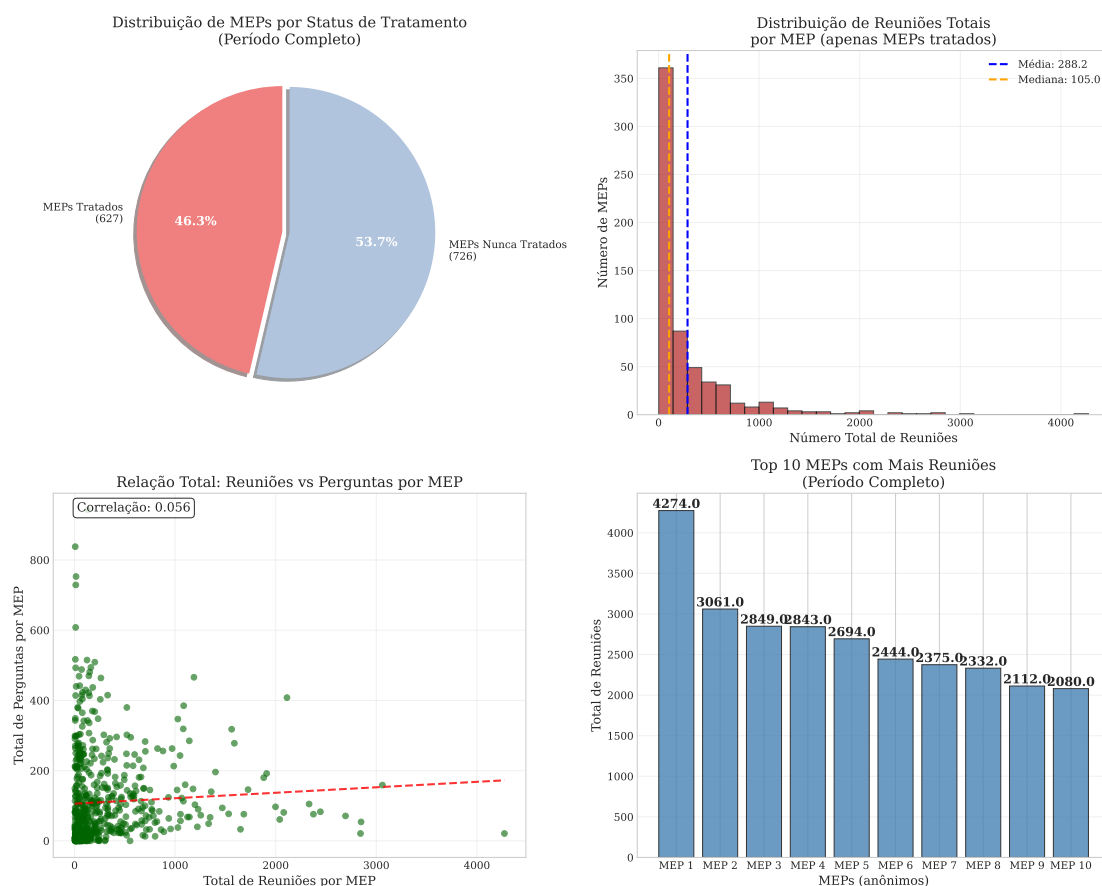 Distribuição de MEPs por Status de Tratamento
(Período Completo)
MEPs Tratados
(627)
46.3%
53.7%
MEPs Nunca Tratados
(726)
Distribuição de Reuniões Totais
por MEP (apenas MEPs tratados)
Média: 288.2
Mediana: 105.0
Número de MEPs
350
300
250
200
150
100
50
0
0 1000 2000 3000 4000
Número Total de Reuniões
Relação Total: Reuniões vs Perguntas por MEP
Correlação: 0.056
Total de Perguntas por MEP
800
600
400
200
0
0 1000 2000 3000 4000
Total de Reuniões por MEP
Top 10 MEPs com Mais Reuniões
(Período Completo)
Total de Reuniões
4000
3500
3000
2500
2000
1500
1000
500
0
4274.0
3061.0
2849.0
2843.0
2694.0
2444.0
2375.0
2332.0
2112.0
2080.0
MEP 1 MEP 2 MEP 3 MEP 4 MEP 5 MEP 6 MEP 7 MEP 8 MEP 9 MEP 10
MEPs (anônimos)